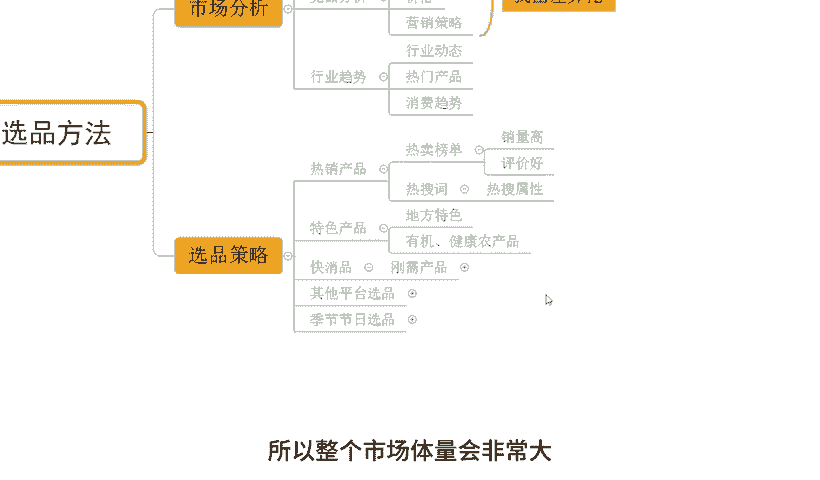 市场分析
营销策略
行业动态
行业趋势
热门产品
消费趋势
选品方法
销量高
热卖榜单
评价好
热销产品
热搜词
热搜属性
地方特色
特色产品
有机、健康农产品
选品策略
快消品
刚需产品
其他平台选品
季节节日选品
所以整个市场体量会非常大